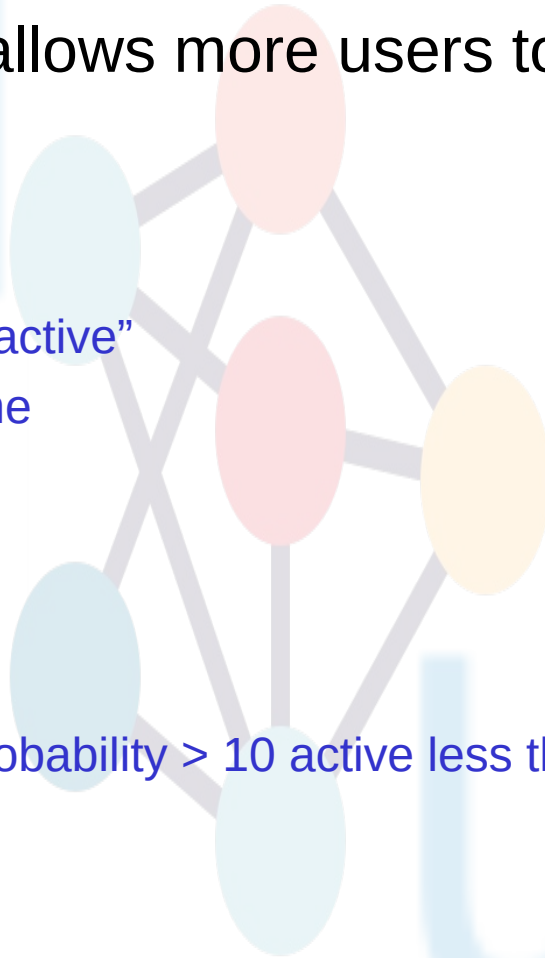 allows more users to
active”
ne
obability > 10 active less th